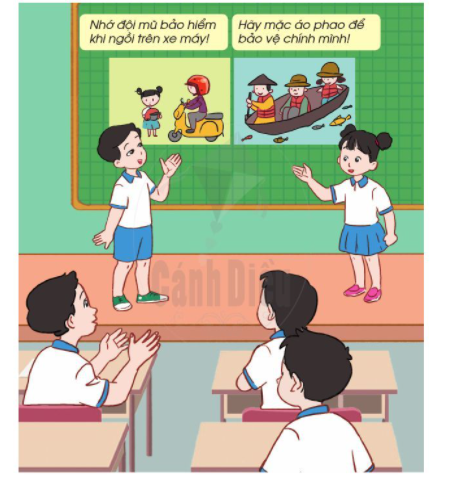 Nhớ đội mũ bảo hiểm
khi ngồi trên xe máy!
Hãy mặc áo phao để
bảo vệ chính mình!
Cánh Diều